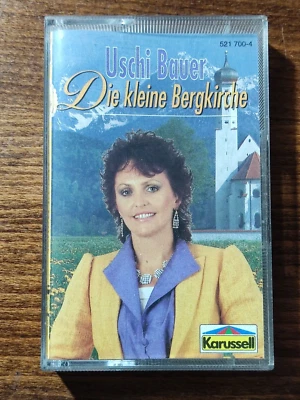 521 700-4
Uschi Bauer
Die kleine Bergkirche
Karussell